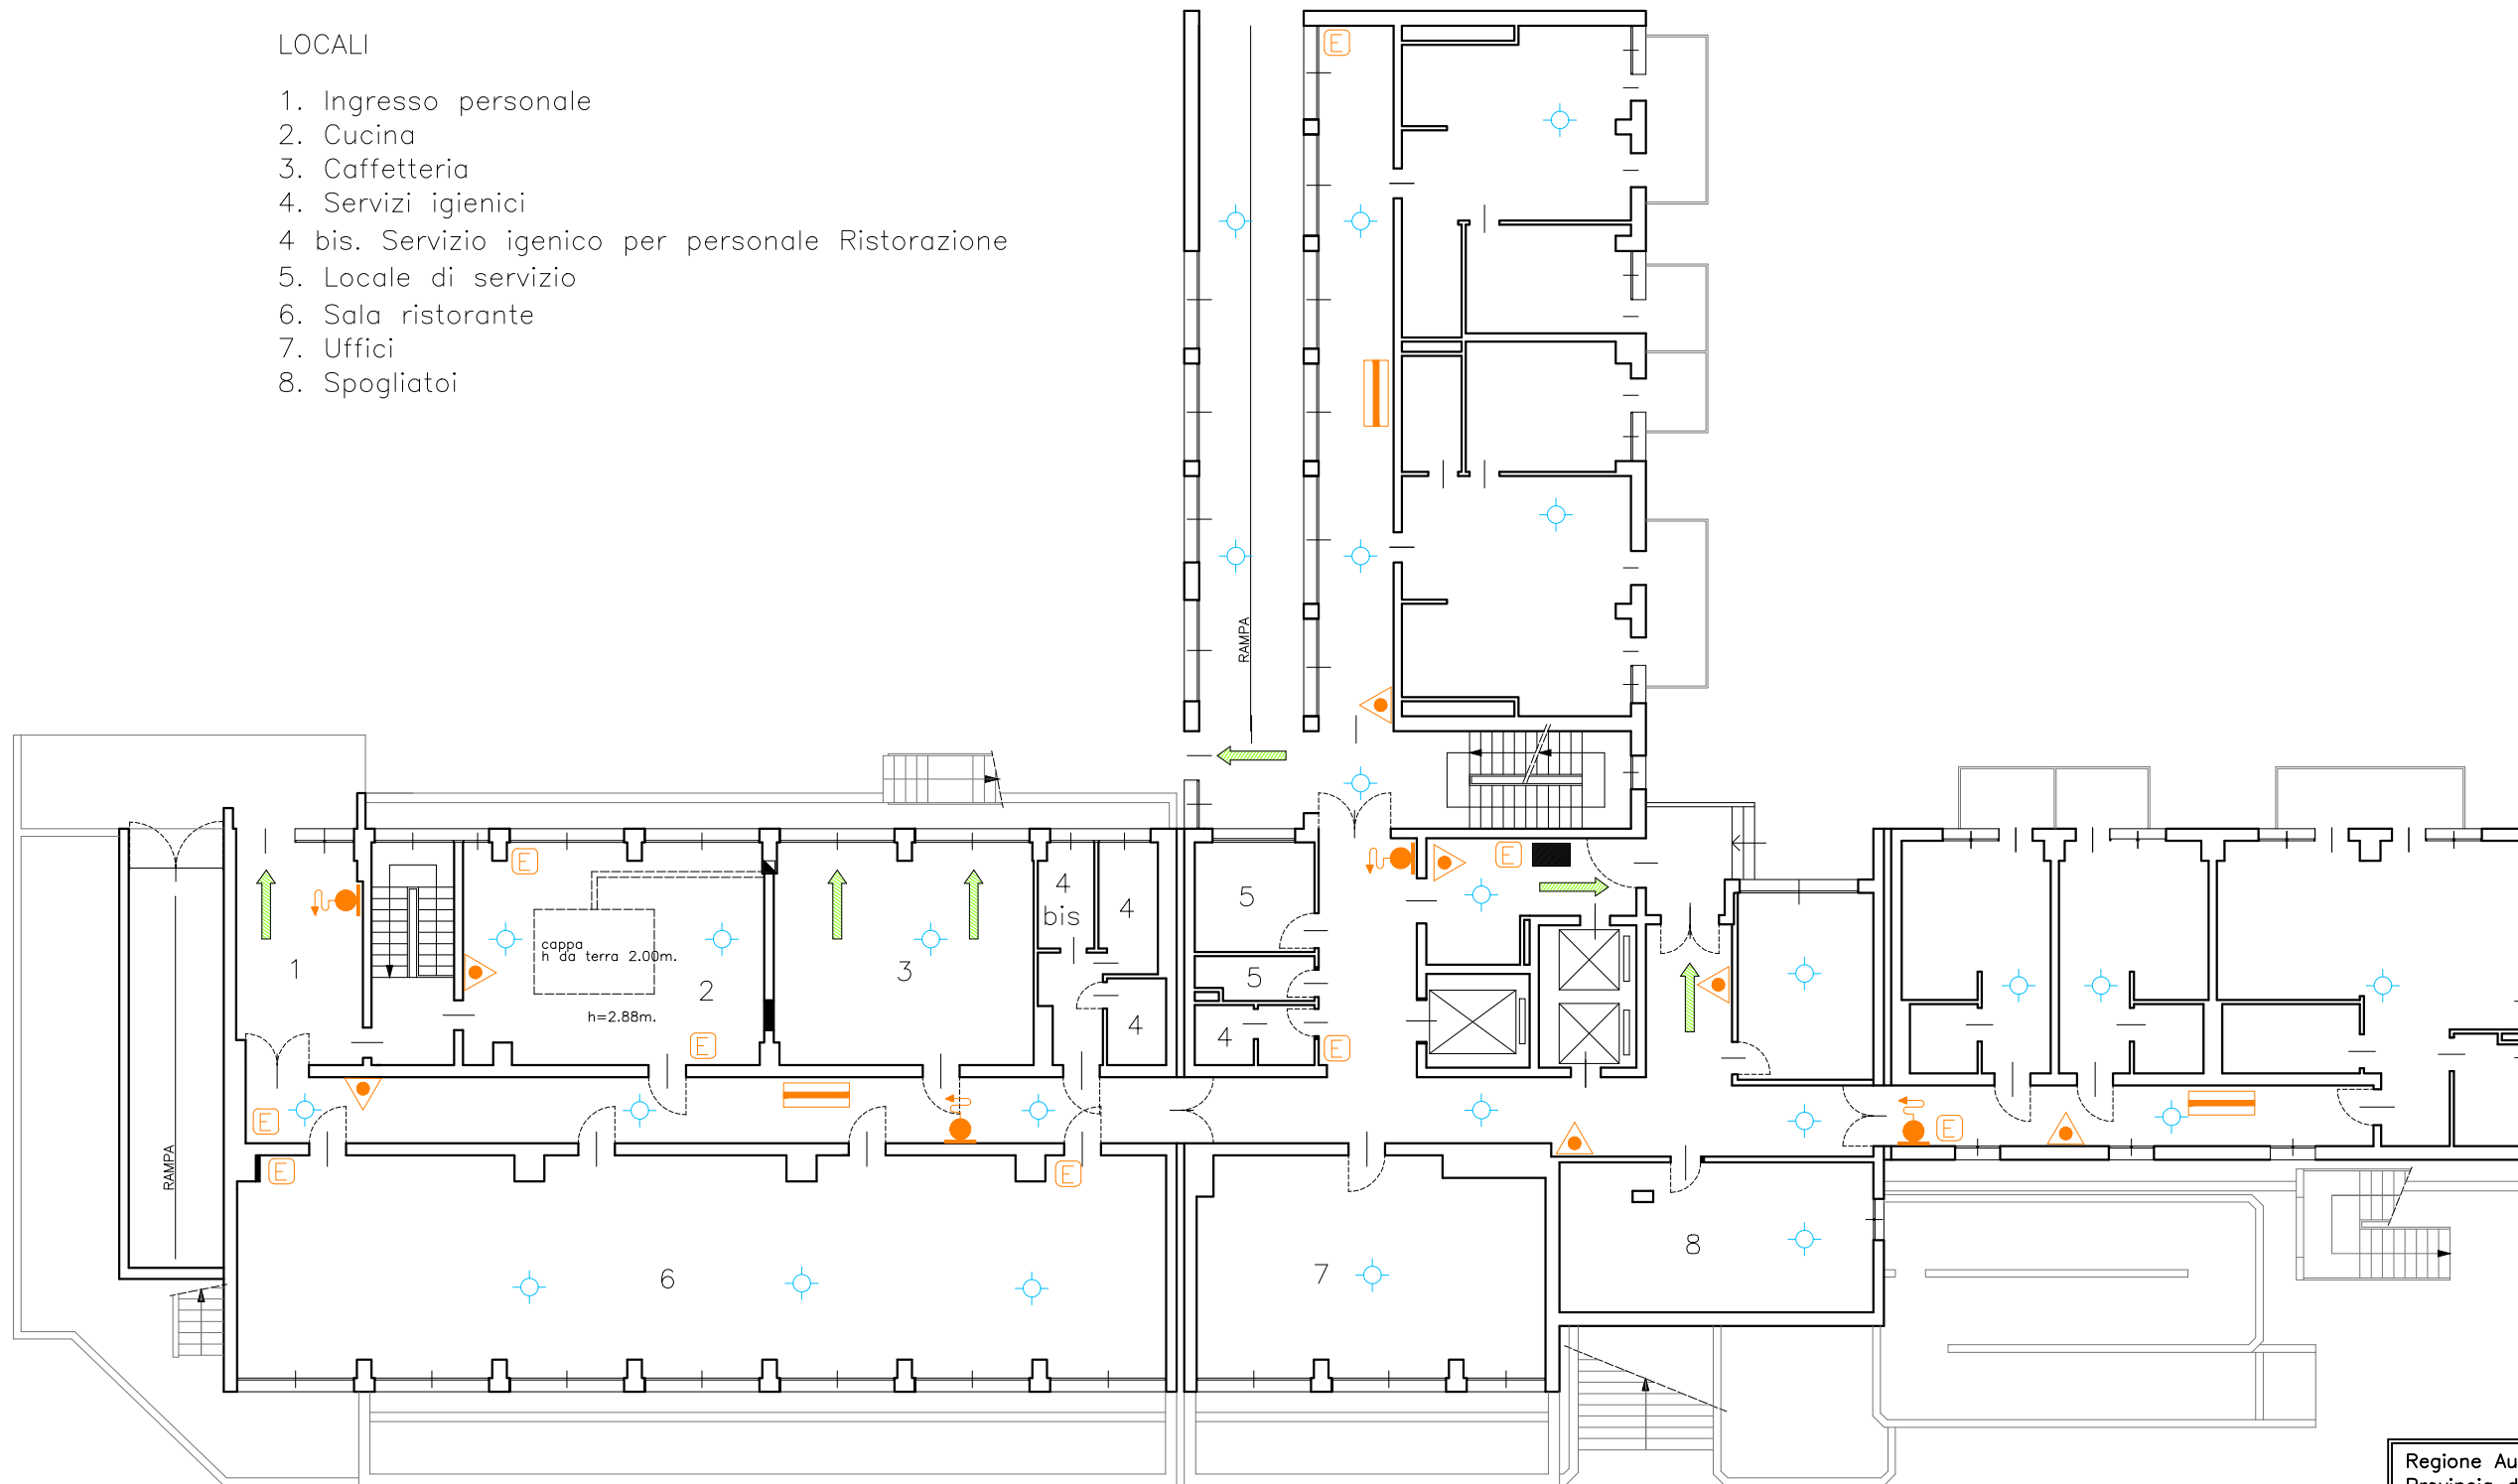 LOCALI
1. Ingresso personale
2. Cucina
3. Caffetteria
4. Servizi igienici
4 bis. Servizio igenico per personale Ristorazione
5. Locale di servizio
6. Sala ristorante
7. Uffici
8. Spogliatoi
E
RAMPA
E
E
4
bis
4
5
1
cappa
h da terra 2.00m.
2
3
5
h=2.88m.
4
4
E
E
E
E
RAMPA
E
E
6
7
8
Regione Au